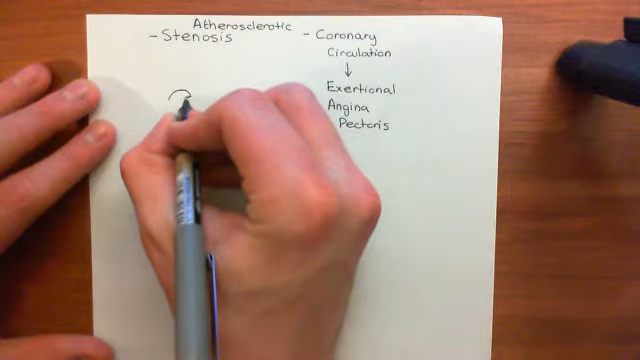 Atherosclerotic
- Stenosis
- Coronary
Circulation
↓
Exertional
Angina
Pectoris